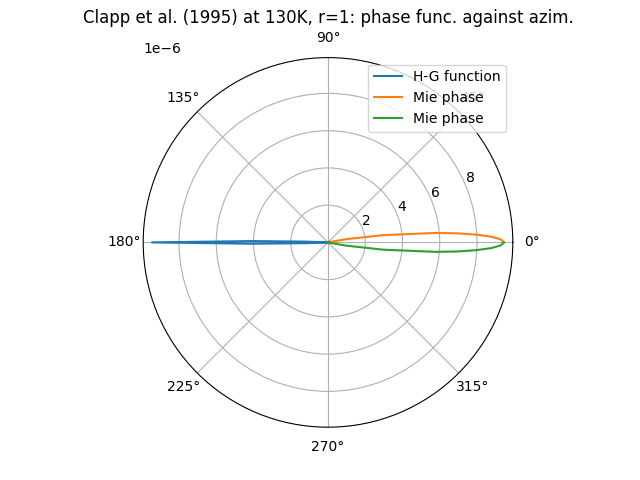 Clapp et al. (1995) at 130K, r=1: phase func. against azim.
1e−6
90°
H-G function
Mie phase
Mie phase
135°
8
6
4
2
180°
0°
225°
315°
270°